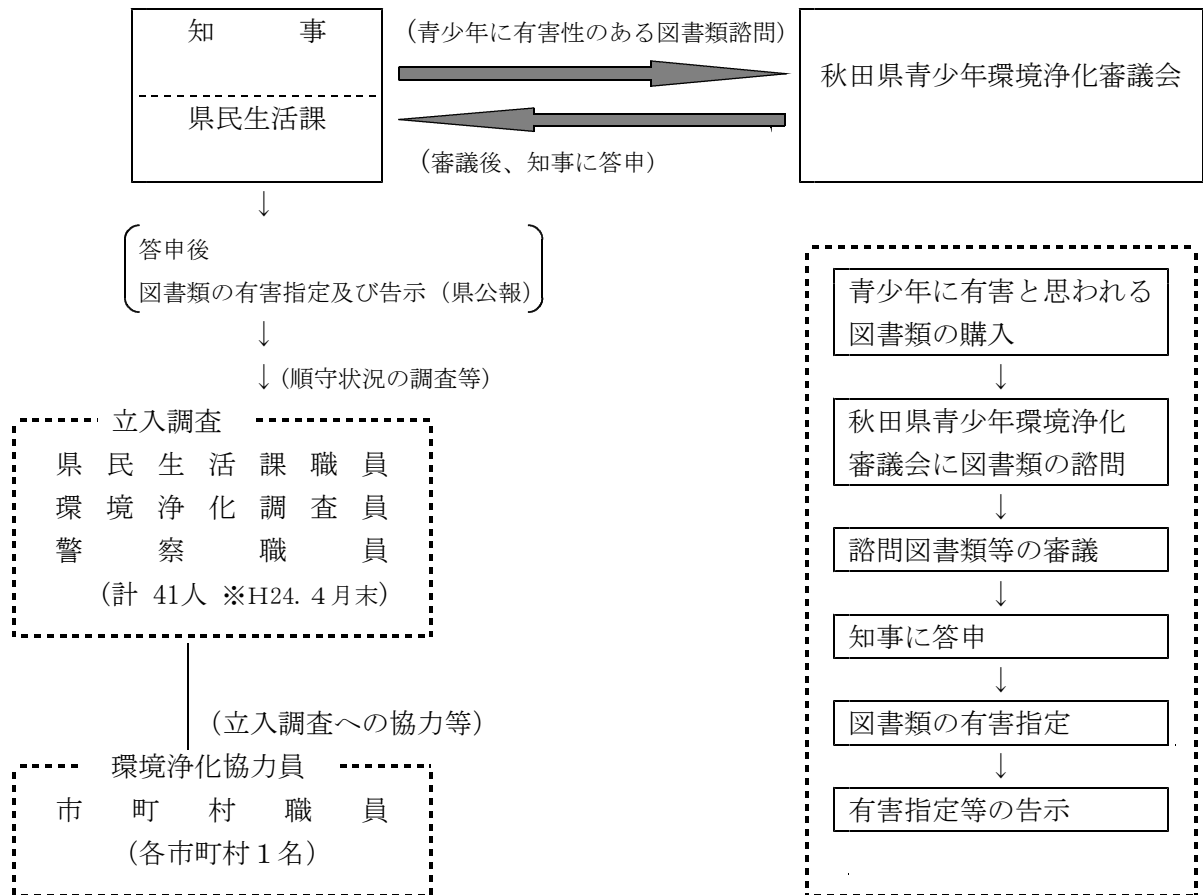 知　　事
県民生活課
（青少年に有害性のある図書類諮問）
（審議後、知事に答申）
秋田県青少年環境浄化審議会
↓
答申後
図書類の有害指定及び告示（県公報）
↓
↓（順守状況の調査等）
立入調査
県民生活課職員
環境浄化調査員
警察職員
（計 41人 ※H24.４月末）
（立入調査への協力等）
環境浄化協力員
市町村職員
（各市町村１名）
青少年に有害と思われる
図書類の購入
↓
秋田県青少年環境浄化
審議会に図書類の諮問
↓
諮問図書類等の審議
↓
知事に答申
↓
図書類の有害指定
↓
有害指定等の告示